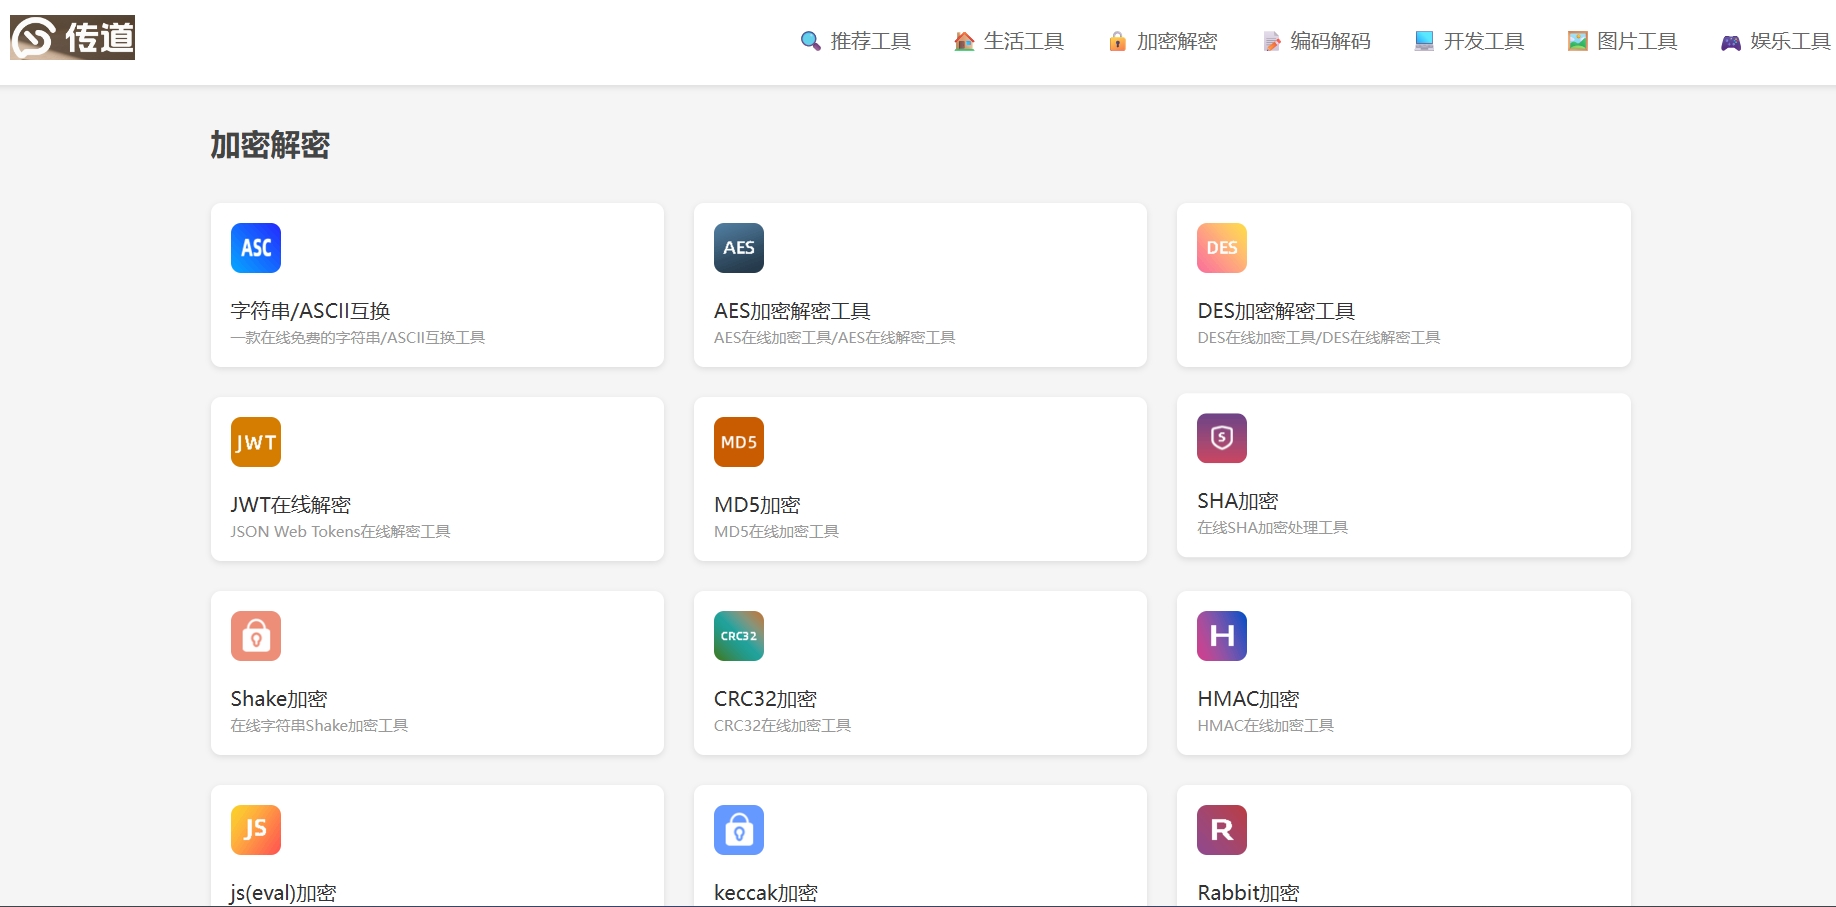 传道
推荐工具 生活工具 加密解密 编码解码 开发工具 图片工具 娱乐工具
加密解密
ASC
字符串/ASCII互换
一款在线免费的字符串/ASCII互换工具
AES
AES加密解密工具
AES在线加密工具/AES在线解密工具
DES
DES加密解密工具
DES在线加密工具/DES在线解密工具
JWT
JWT在线解密
JSON Web Tokens在线解密工具
MD5
MD5加密
MD5在线加密工具
S
SHA加密
在线SHA加密处理工具
Shake加密
在线字符串Shake加密工具
CRC32
CRC32加密
CRC32在线加密工具
H
HMAC加密
HMAC在线加密工具
JS
js(eval)加密
keccak加密
R
Rabbit加密